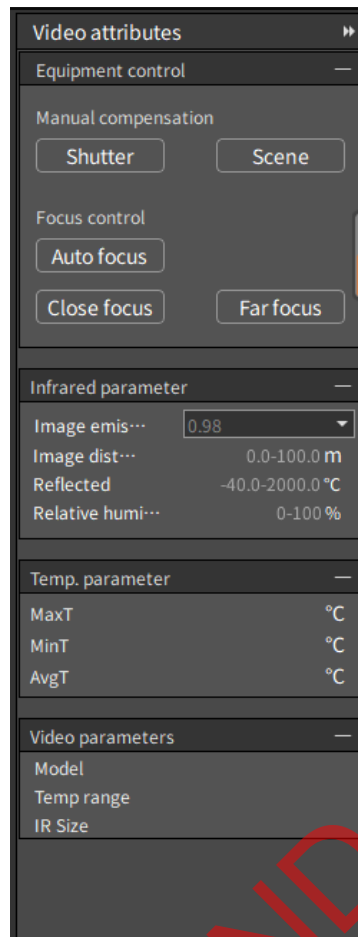 Video attributes
Equipment control
Manual compensation
Shutter Scene
Focus control
Auto focus
Close focus Far focus
Infrared parameter
Image emis··· 0.98
Image dist··· 0.0-100.0 m
Reflected -40.0-2000.0 °C
Relative humi··· 0-100 %
Temp. parameter
MaxT °C
MinT °C
AvgT °C
Video parameters
Model
Temp range
IR Size